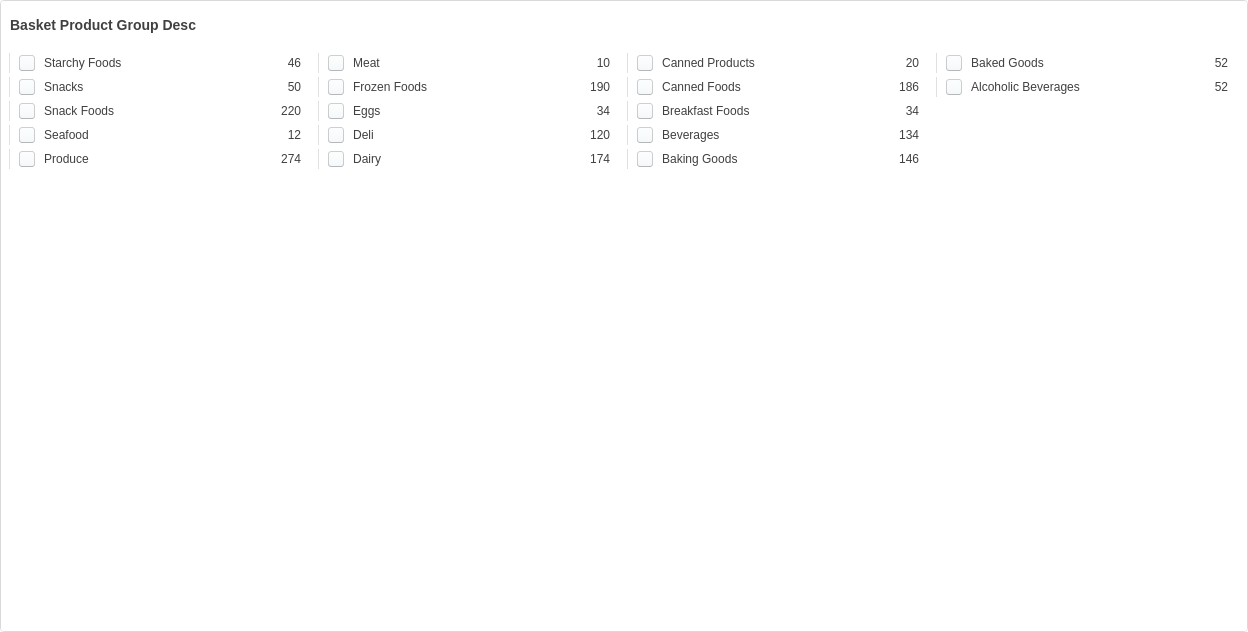 Basket Product Group Desc
Starchy Foods 46
Snacks 50
Snack Foods 220
Seafood 12
Produce 274
Meat 10
Frozen Foods 190
Eggs 34
Deli 120
Dairy 174
Canned Products 20
Canned Foods 186
Breakfast Foods 34
Beverages 134
Baking Goods 146
Baked Goods 52
Alcoholic Beverages 52